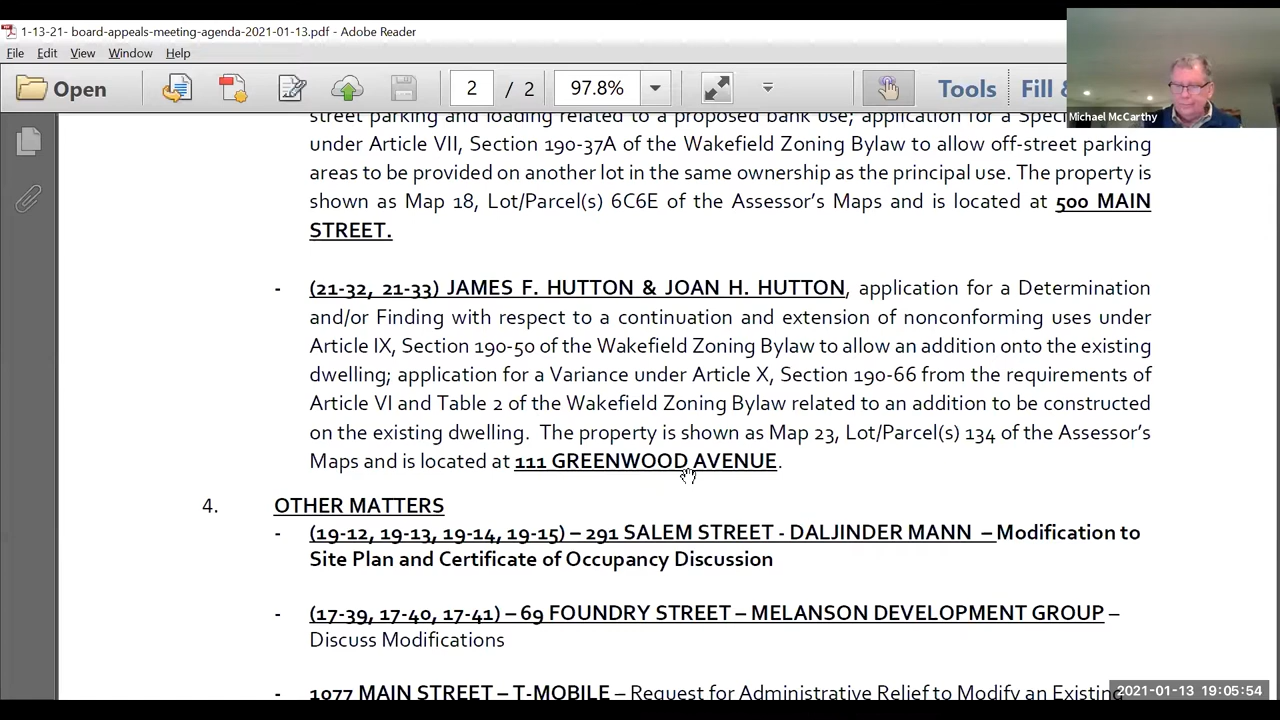 1-13-21- board-appeals-meeting-agenda-2021-01-13.pdf - Adobe Reader
File Edit View Window Help
Open
2 / 2
97.8%
Tools
Fill &
Michael McCarthy
street parking and loading related to a proposed bank use; application for a
under Article VII, Section 190-37A of the Wakefield Zoning Bylaw to allow off-street parking
areas to be provided on another lot in the same ownership as the principal use. The property is
shown as Map 18, Lot/Parcel(s) 6C6E of the Assessor's Maps and is located at 500 MAIN
STREET.
- (21-32, 21-33) JAMES F. HUTTON & JOAN H. HUTTON, application for a Determination
and/or Finding with respect to a continuation and extension of nonconforming uses under
Article IX, Section 190-50 of the Wakefield Zoning Bylaw to allow an addition onto the existing
dwelling; application for a Variance under Article X, Section 190-66 from the requirements of
Article VI and Table 2 of the Wakefield Zoning Bylaw related to an addition to be constructed
on the existing dwelling. The property is shown as Map 23, Lot/Parcel(s) 134 of the Assessor's
Maps and is located at 111 GREENWOOD AVENUE.
4. OTHER MATTERS
- (19-12, 19-13, 19-14, 19-15) – 291 SALEM STREET - DALJINDER MANN – Modification to
Site Plan and Certificate of Occupancy Discussion
- (17-39, 17-40, 17-41) – 69 FOUNDRY STREET – MELANSON DEVELOPMENT GROUP –
Discuss Modifications
- 1077 MAIN STREET – T-MOBILE – Request for Administrative Relief to Modify an Existing
2021-01-13 19:05:54